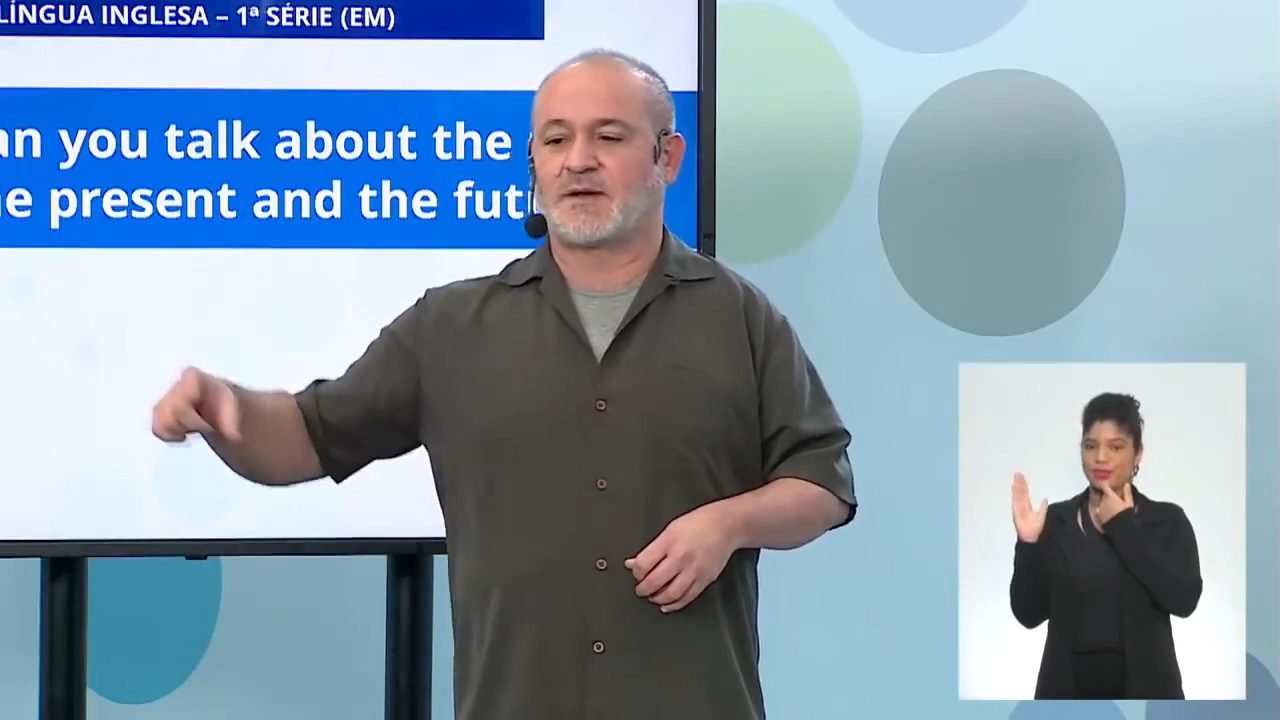 LÍNGUA INGLESA – 1ª SÉRIE (EM)
an you talk about the
e present and the fut